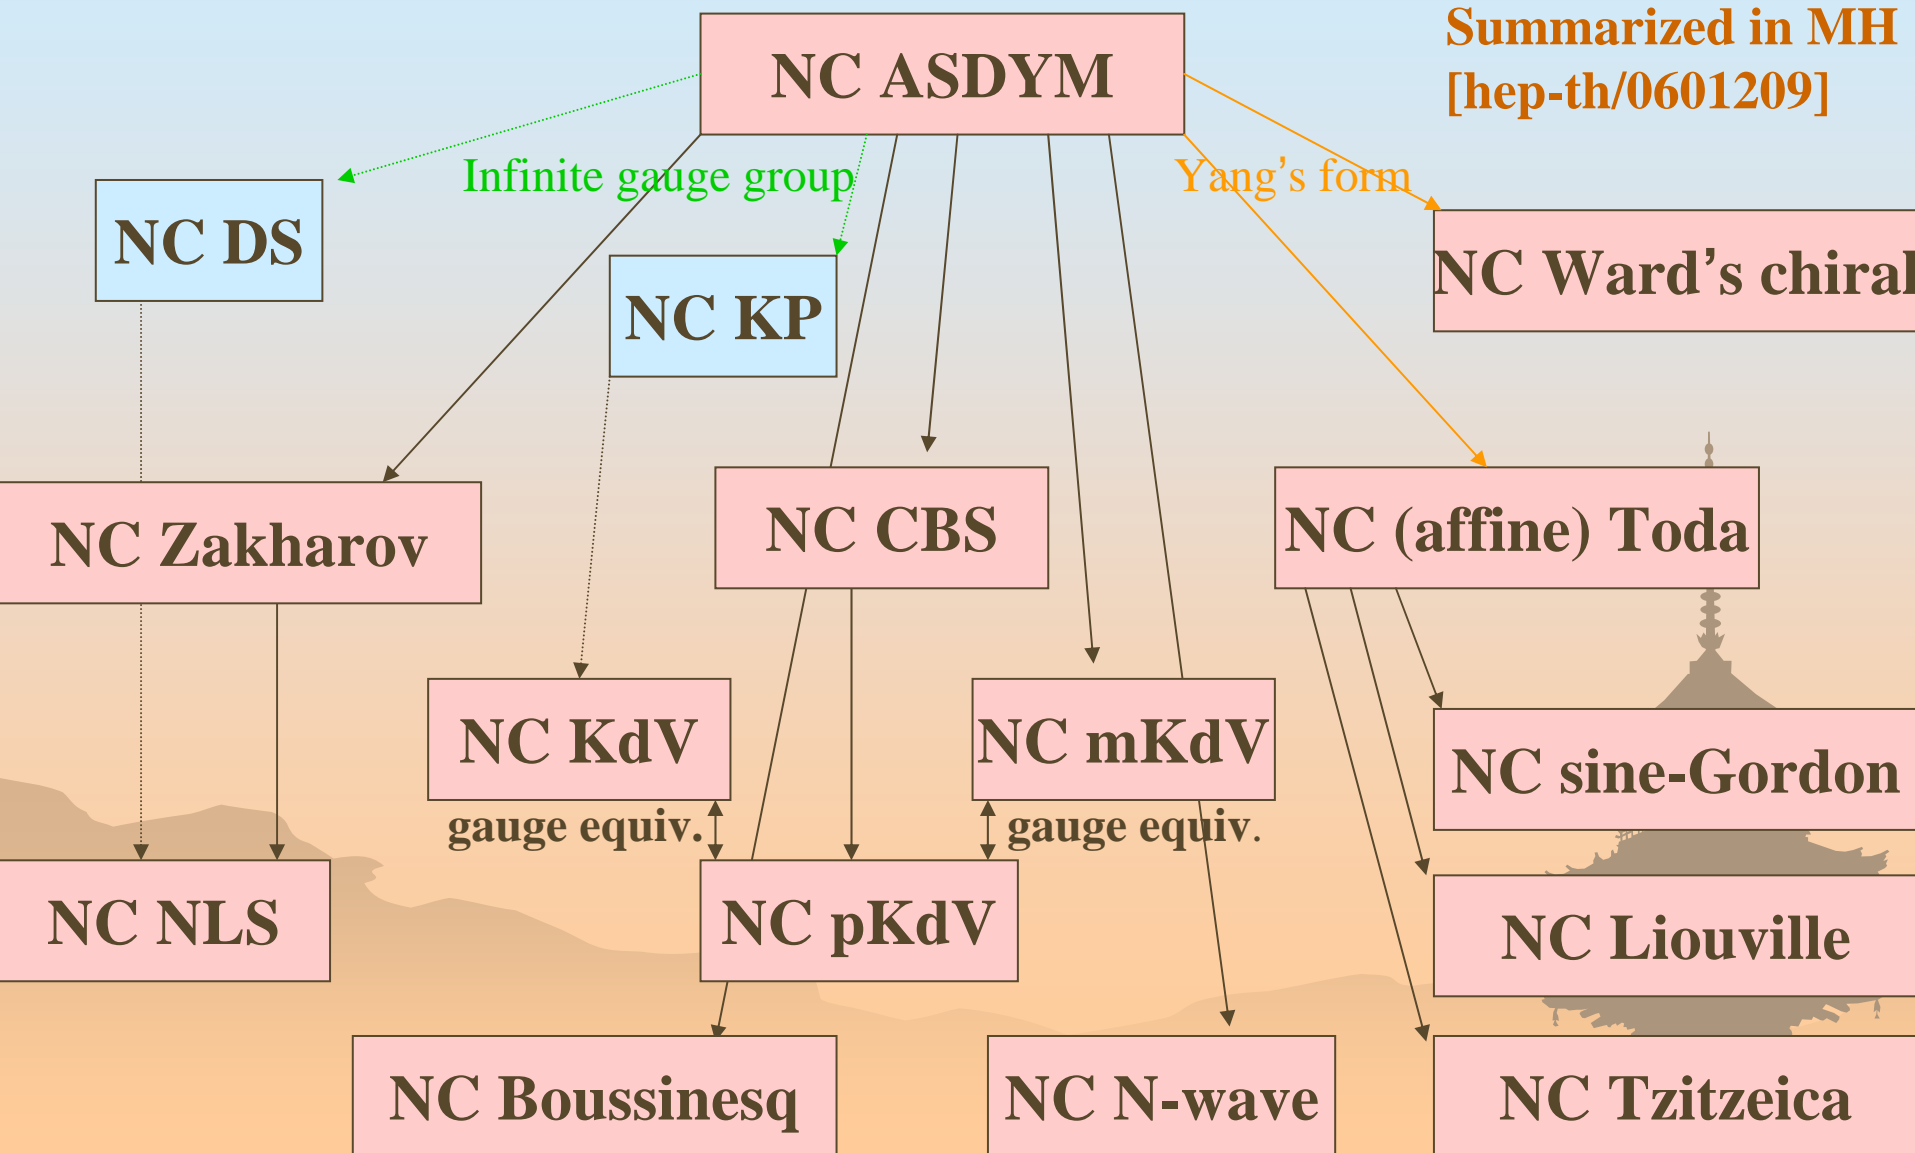 Summarized in MH
[hep-th/0601209]
NC ASDYM
Infinite gauge group
Yang’s form
NC DS
NC Ward’s chiral
NC KP
NC Zakharov
NC CBS
NC (affine) Toda
NC KdV
NC mKdV
NC sine-Gordon
gauge equiv.
gauge equiv.
NC NLS
NC pKdV
NC Liouville
NC Boussinesq
NC N-wave
NC Tzitzeica